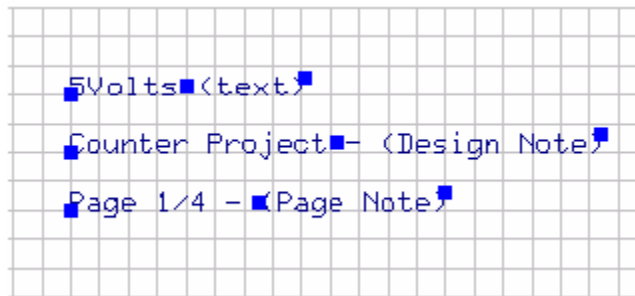 5Volts (text)
Counter Project - (Design Note)
Page 1/4 - (Page Note)